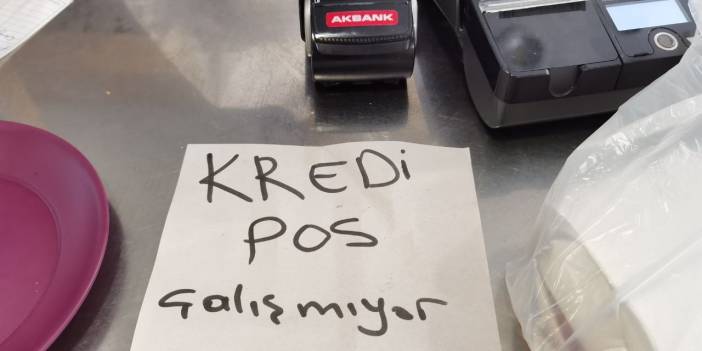 AKBANK
KREDİ
POS
Çalışmıyor